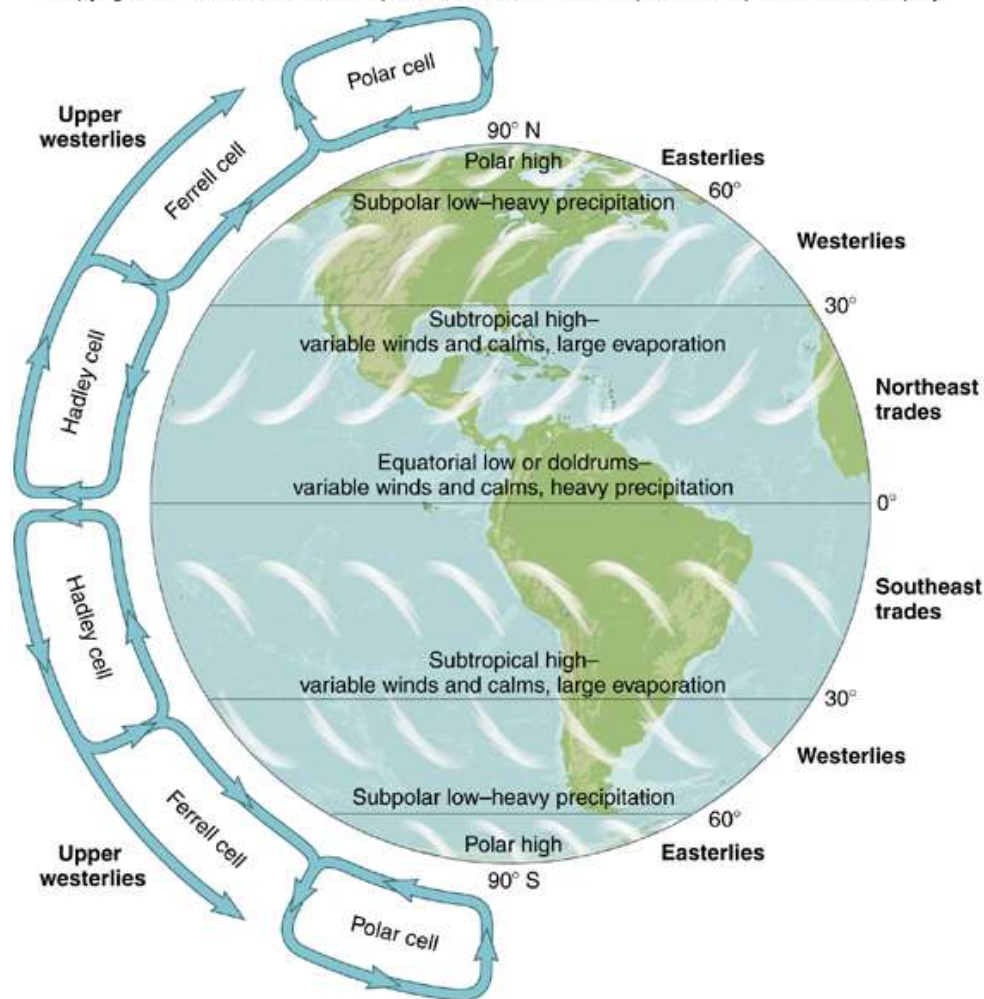 Polar cell
Upper
westerlies
Ferrell cell
Hadley cell
90° N
Polar high
Easterlies
60°
Subpolar low–heavy precipitation
Westerlies
30°
Subtropical high–
variable winds and calms, large evaporation
Northeast
trades
Equatorial low or doldrums–
variable winds and calms, heavy precipitation
0°
Hadley cell
Southeast
trades
Subtropical high–
variable winds and calms, large evaporation
30°
Westerlies
Ferrell cell
Subpolar low–heavy precipitation
60°
Upper
westerlies
Polar high
Easterlies
90° S
Polar cell